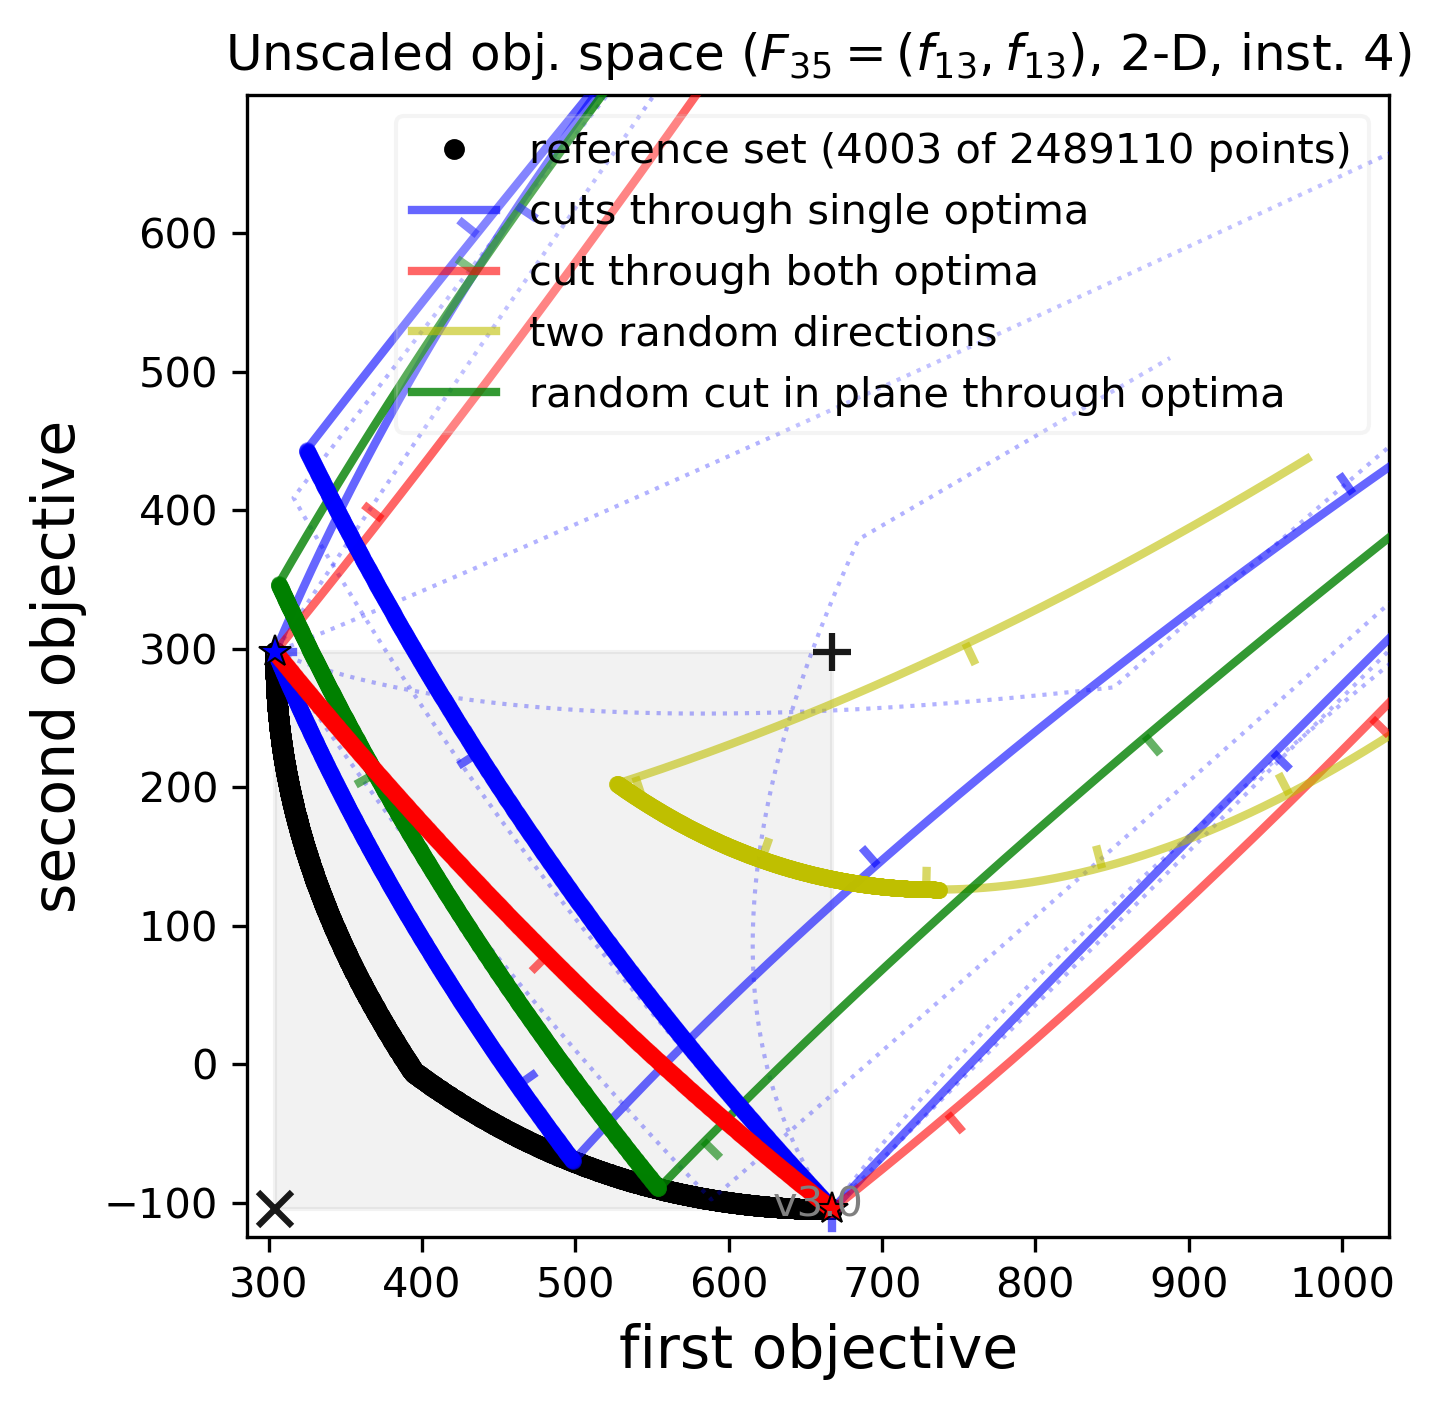 Unscaled obj. space (F₃₅ = (f₁₃, f₁₃), 2-D, inst. 4)
reference set (4003 of 2489110 points)
cuts through single optima
cut through both optima
two random directions
random cut in plane through optima
second objective
600
500
400
300
200
100
0
−100
v3.0
300 400 500 600 700 800 900 1000
first objective